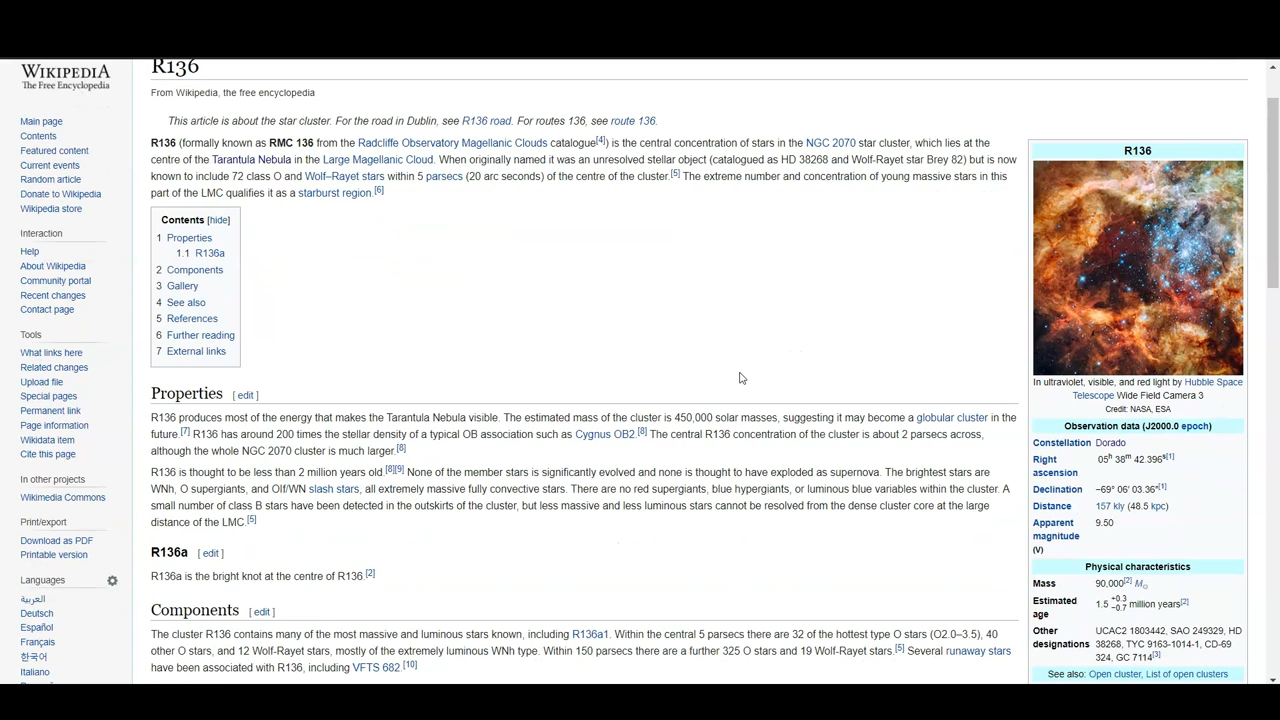 WIKIPEDIA
The Free Encyclopedia
Main page
Contents
Featured content
Current events
Random article
Donate to Wikipedia
Wikipedia store
Interaction
Help
About Wikipedia
Community portal
Recent changes
Contact page
Tools
What links here
Related changes
Upload file
Special pages
Permanent link
Page information
Wikidata item
Cite this page
In other projects
Wikimedia Commons
Print/export
Download as PDF
Printable version
Languages
العربية
Deutsch
Español
Français
한국어
Italiano
R136
From Wikipedia, the free encyclopedia
This article is about the star cluster. For the road in Dublin, see R136 road. For routes 136, see route 136.
R136 (formally known as RMC 136 from the Radcliffe Observatory Magellanic Clouds catalogue[4]) is the central concentration of stars in the NGC 2070 star cluster, which lies at the
centre of the Tarantula Nebula in the Large Magellanic Cloud. When originally named it was an unresolved stellar object (catalogued as HD 38268 and Wolf-Rayet star Brey 82) but is now
known to include 72 class O and Wolf–Rayet stars within 5 parsecs (20 arc seconds) of the centre of the cluster.[5] The extreme number and concentration of young massive stars in this
part of the LMC qualifies it as a starburst region.[6]
Contents [hide]
1 Properties
1.1 R136a
2 Components
3 Gallery
4 See also
5 References
6 Further reading
7 External links
Properties [ edit ]
R136 produces most of the energy that makes the Tarantula Nebula visible. The estimated mass of the cluster is 450,000 solar masses, suggesting it may become a globular cluster in the
future.[7] R136 has around 200 times the stellar density of a typical OB association such as Cygnus OB2.[8] The central R136 concentration of the cluster is about 2 parsecs across,
although the whole NGC 2070 cluster is much larger.[8]
R136 is thought to be less than 2 million years old.[8][9] None of the member stars is significantly evolved and none is thought to have exploded as supernova. The brightest stars are
WNh, O supergiants, and OIf/WN slash stars, all extremely massive fully convective stars. There are no red supergiants, blue hypergiants, or luminous blue variables within the cluster. A
small number of class B stars have been detected in the outskirts of the cluster, but less massive and less luminous stars cannot be resolved from the dense cluster core at the large
distance of the LMC.[5]
R136a [ edit ]
R136a is the bright knot at the centre of R136.[2]
Components [ edit ]
The cluster R136 contains many of the most massive and luminous stars known, including R136a1. Within the central 5 parsecs there are 32 of the hottest type O stars (O2.0–3.5), 40
other O stars, and 12 Wolf-Rayet stars, mostly of the extremely luminous WNh type. Within 150 parsecs there are a further 325 O stars and 19 Wolf-Rayet stars.[5] Several runaway stars
have been associated with R136, including VFTS 682.[10]
R136
In ultraviolet, visible, and red light by Hubble Space
Telescope Wide Field Camera 3
Credit: NASA, ESA
Observation data (J2000.0 epoch)
Constellation Dorado
Right ascension 05h 38m 42.396s[1]
Declination −69° 06′ 03.36″[1]
Distance 157 kly (48.5 kpc)
Apparent magnitude (V) 9.50
Physical characteristics
Mass 90,000[2] M☉
Estimated age 1.5 +0.3 −0.7 million years[2]
Other designations UCAC2 1803442, SAO 249329, HD
38268, TYC 9163-1014-1, CD-69
324, GC 7114[3]
See also: Open cluster, List of open clusters